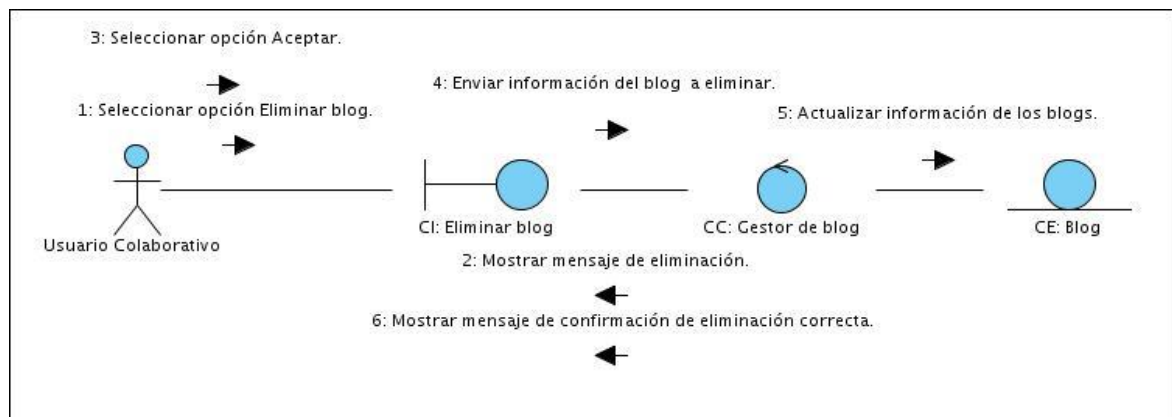 3: Seleccionar opción Aceptar.
4: Enviar información del blog a eliminar.
1: Seleccionar opción Eliminar blog.
5: Actualizar información de los blogs.
CI: Eliminar blog
CC: Gestor de blog
CE: Blog
Usuario Colaborativo
2: Mostrar mensaje de eliminación.
6: Mostrar mensaje de confirmación de eliminación correcta.